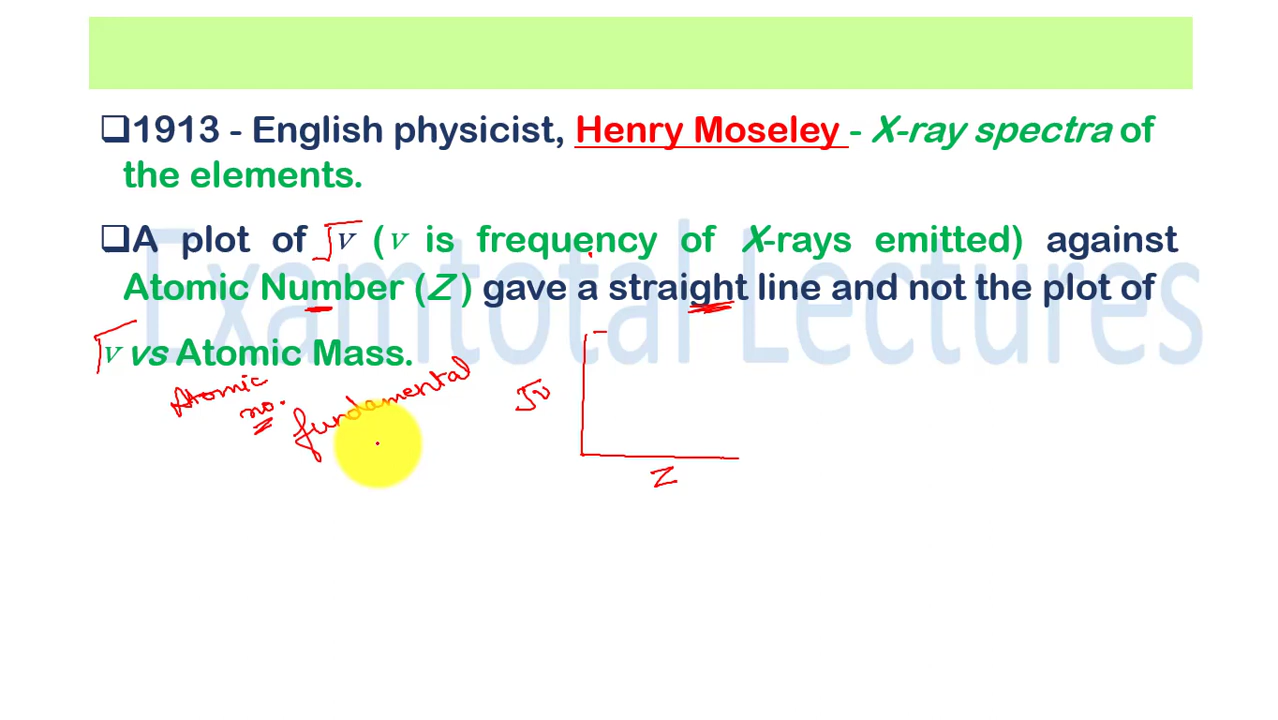 ❑1913 - English physicist, Henry Moseley - X-ray spectra of
the elements.
❑A plot of √ν (ν is frequency of X-rays emitted) against
Atomic Number (Z ) gave a straight line and not the plot of
√ν vs Atomic Mass.
Atomic
no.
fundamental
√ν
Z
Examtotal Lectures